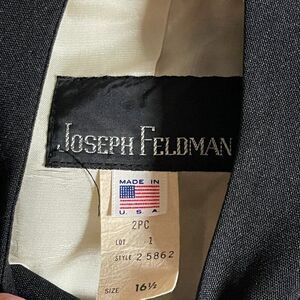 JOSEPH FELDMAN
MADE IN
U. S. A
2PC
LOT 1
STYLE 25862
SIZE 16½